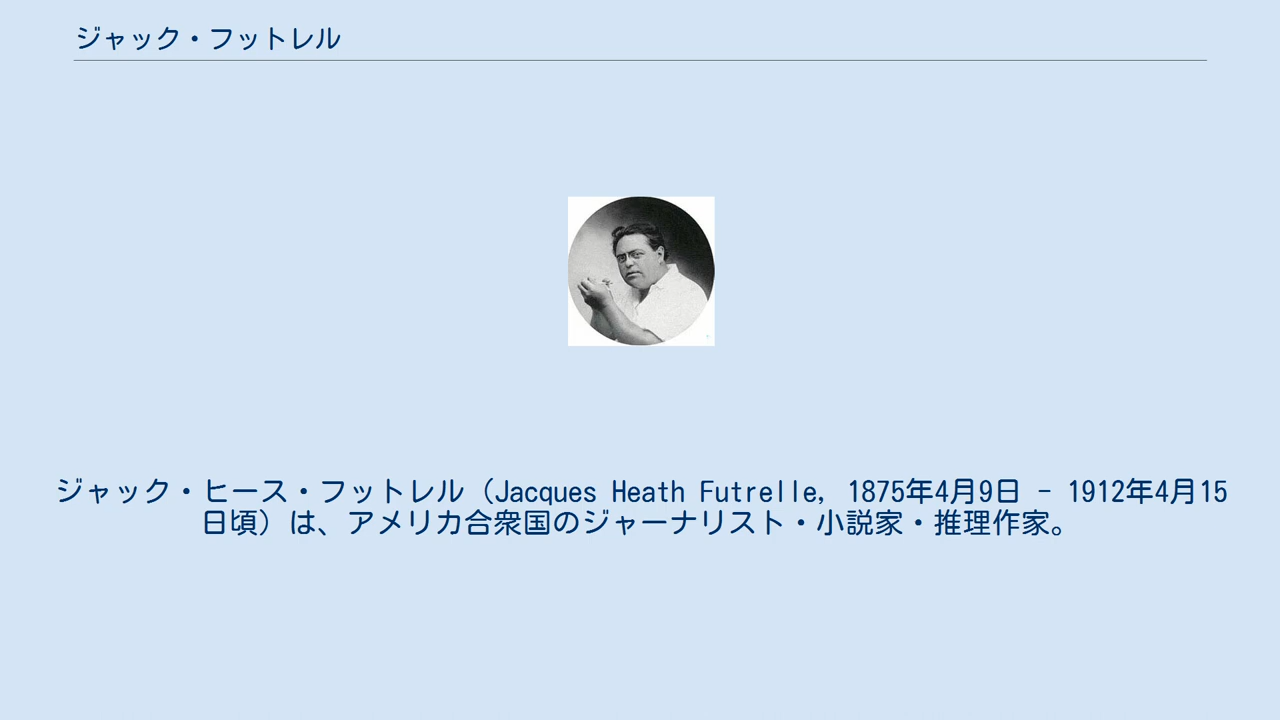 ジャック・フットレル
ジャック・ヒース・フットレル（Jacques Heath Futrelle, 1875年4月9日 - 1912年4月15
日頃）は、アメリカ合衆国のジャーナリスト・小説家・推理作家。